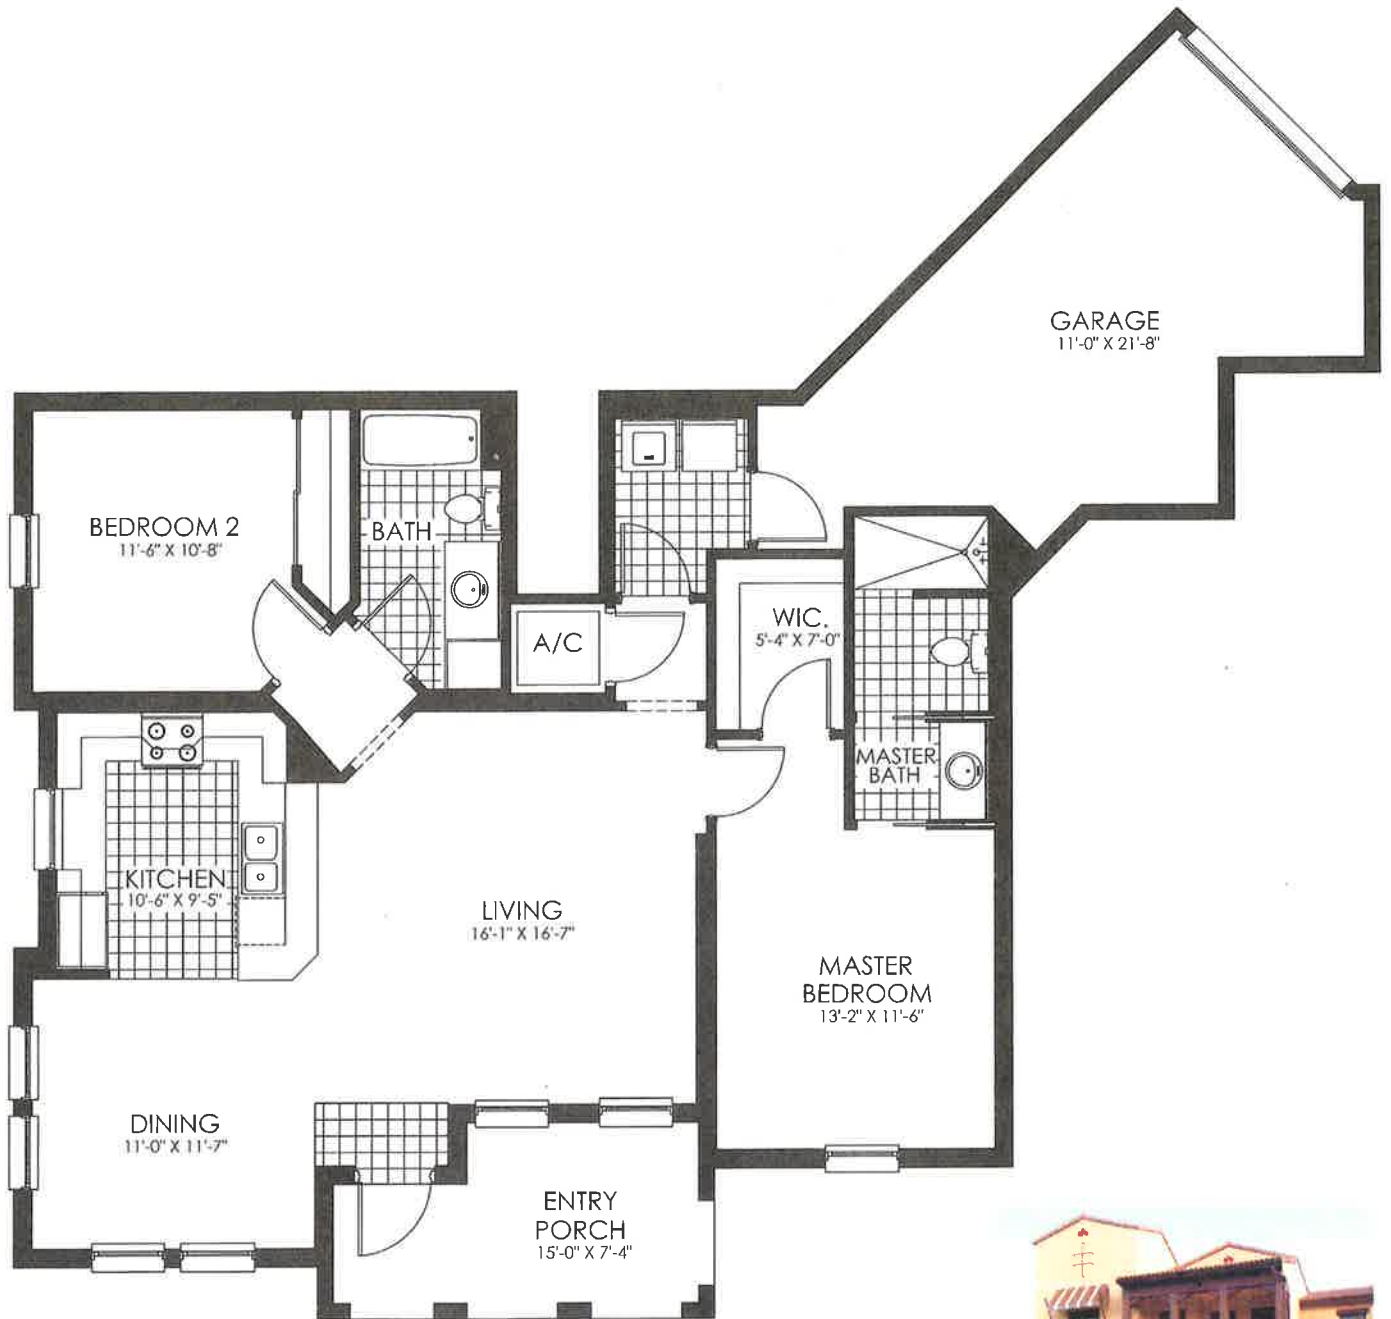 GARAGE
11'-0" X 21'-8"
BEDROOM 2
11'-6" X 10'-8"
BATH
A/C
WIC.
5'-4" X 7'-0"
MASTER
BATH
KITCHEN
10'-6" X 9'-5"
LIVING
16'-1" X 16'-7"
MASTER
BEDROOM
13'-2" X 11'-6"
DINING
11'-0" X 11'-7"
ENTRY
PORCH
15'-0" X 7'-4"